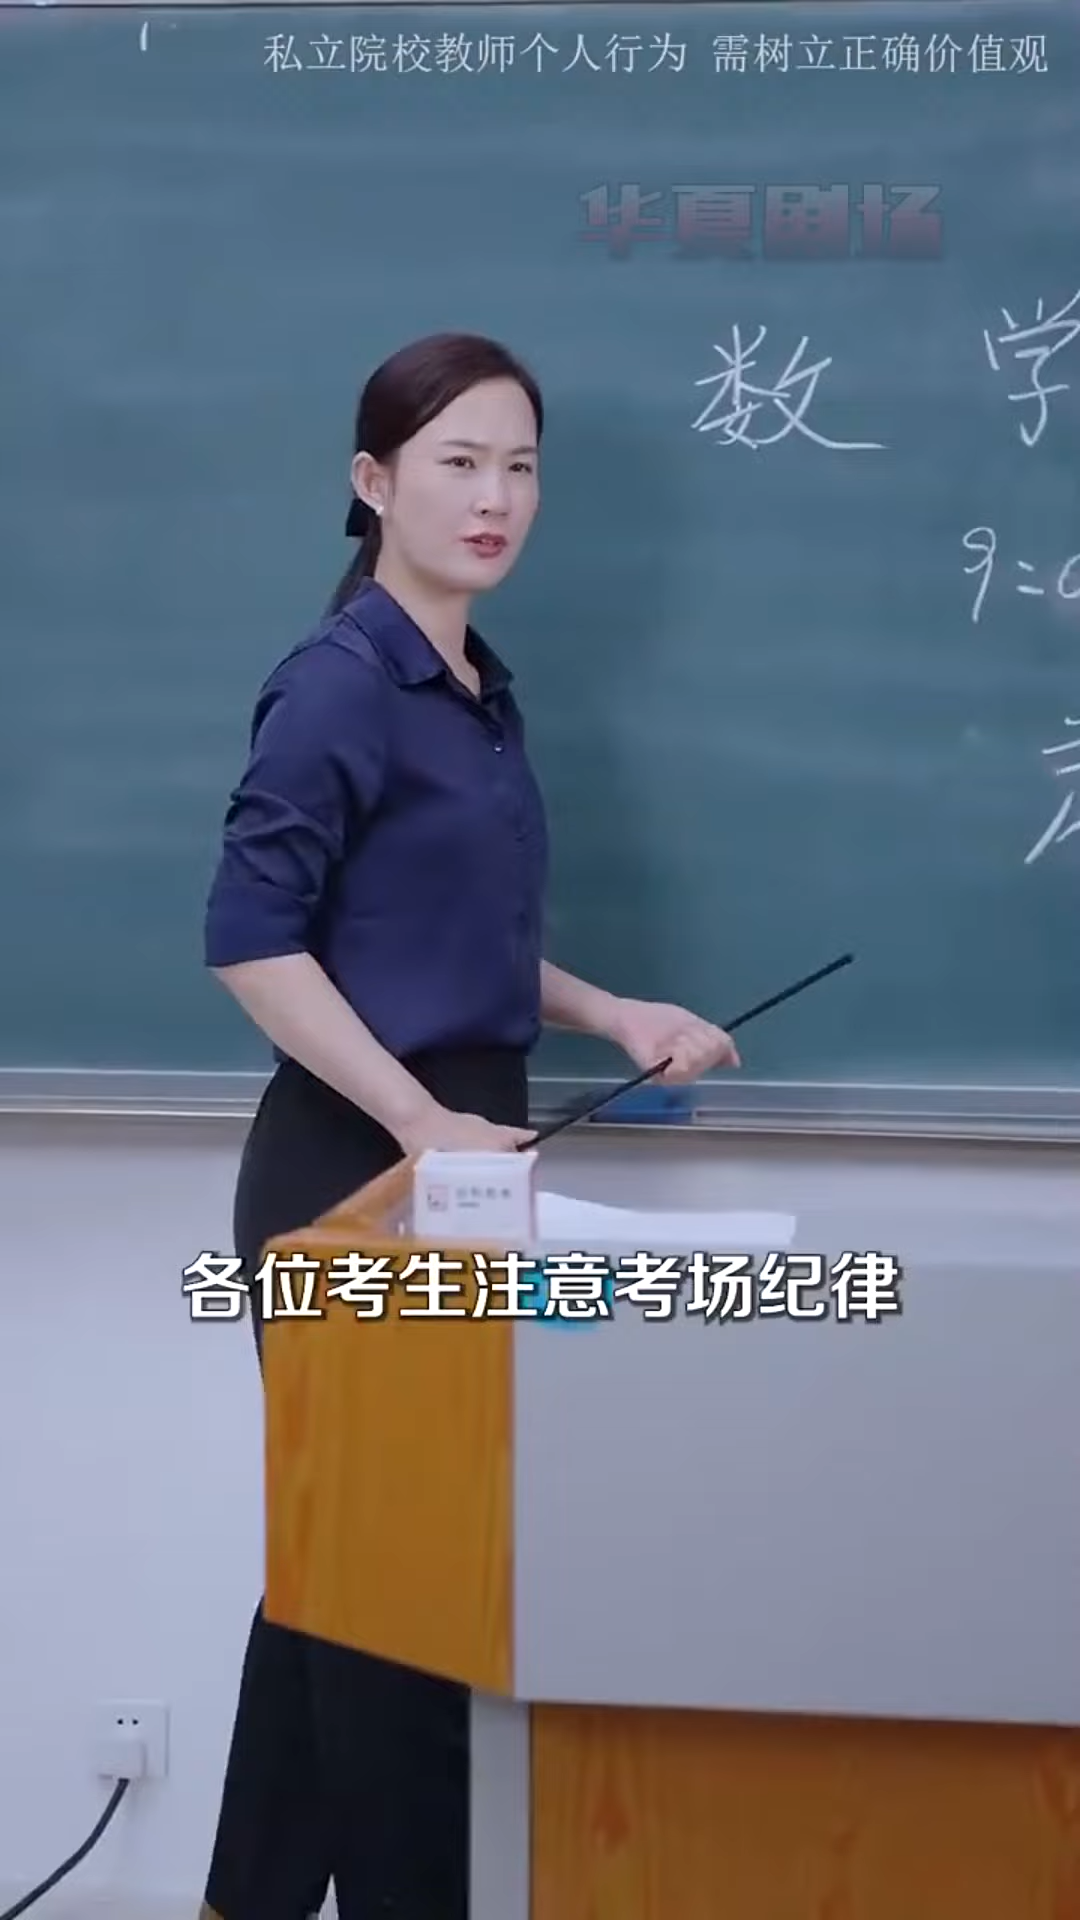 私立院校教师个人行为 需树立正确价值观
华夏剧场
数 学
9=
各位考生注意考场纪律